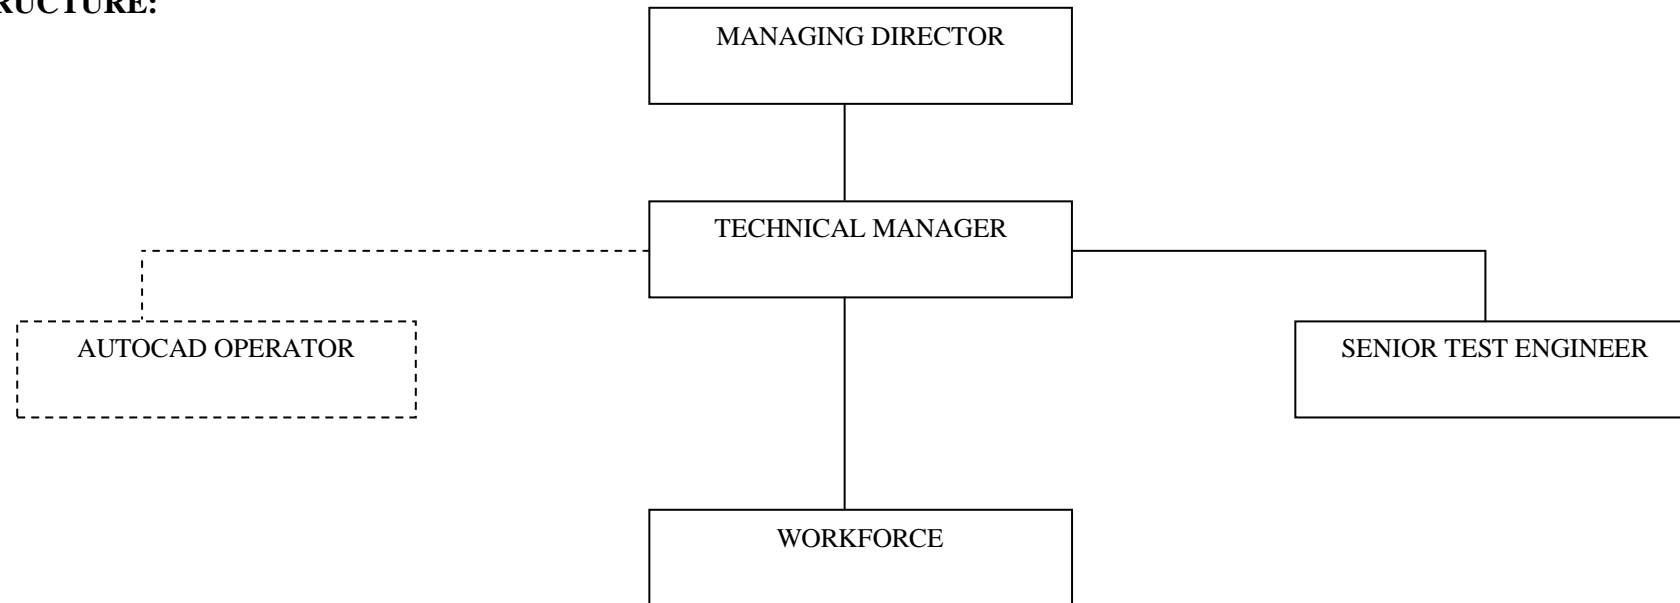 RUCTURE:
MANAGING DIRECTOR
TECHNICAL MANAGER
AUTOCAD OPERATOR
SENIOR TEST ENGINEER
WORKFORCE